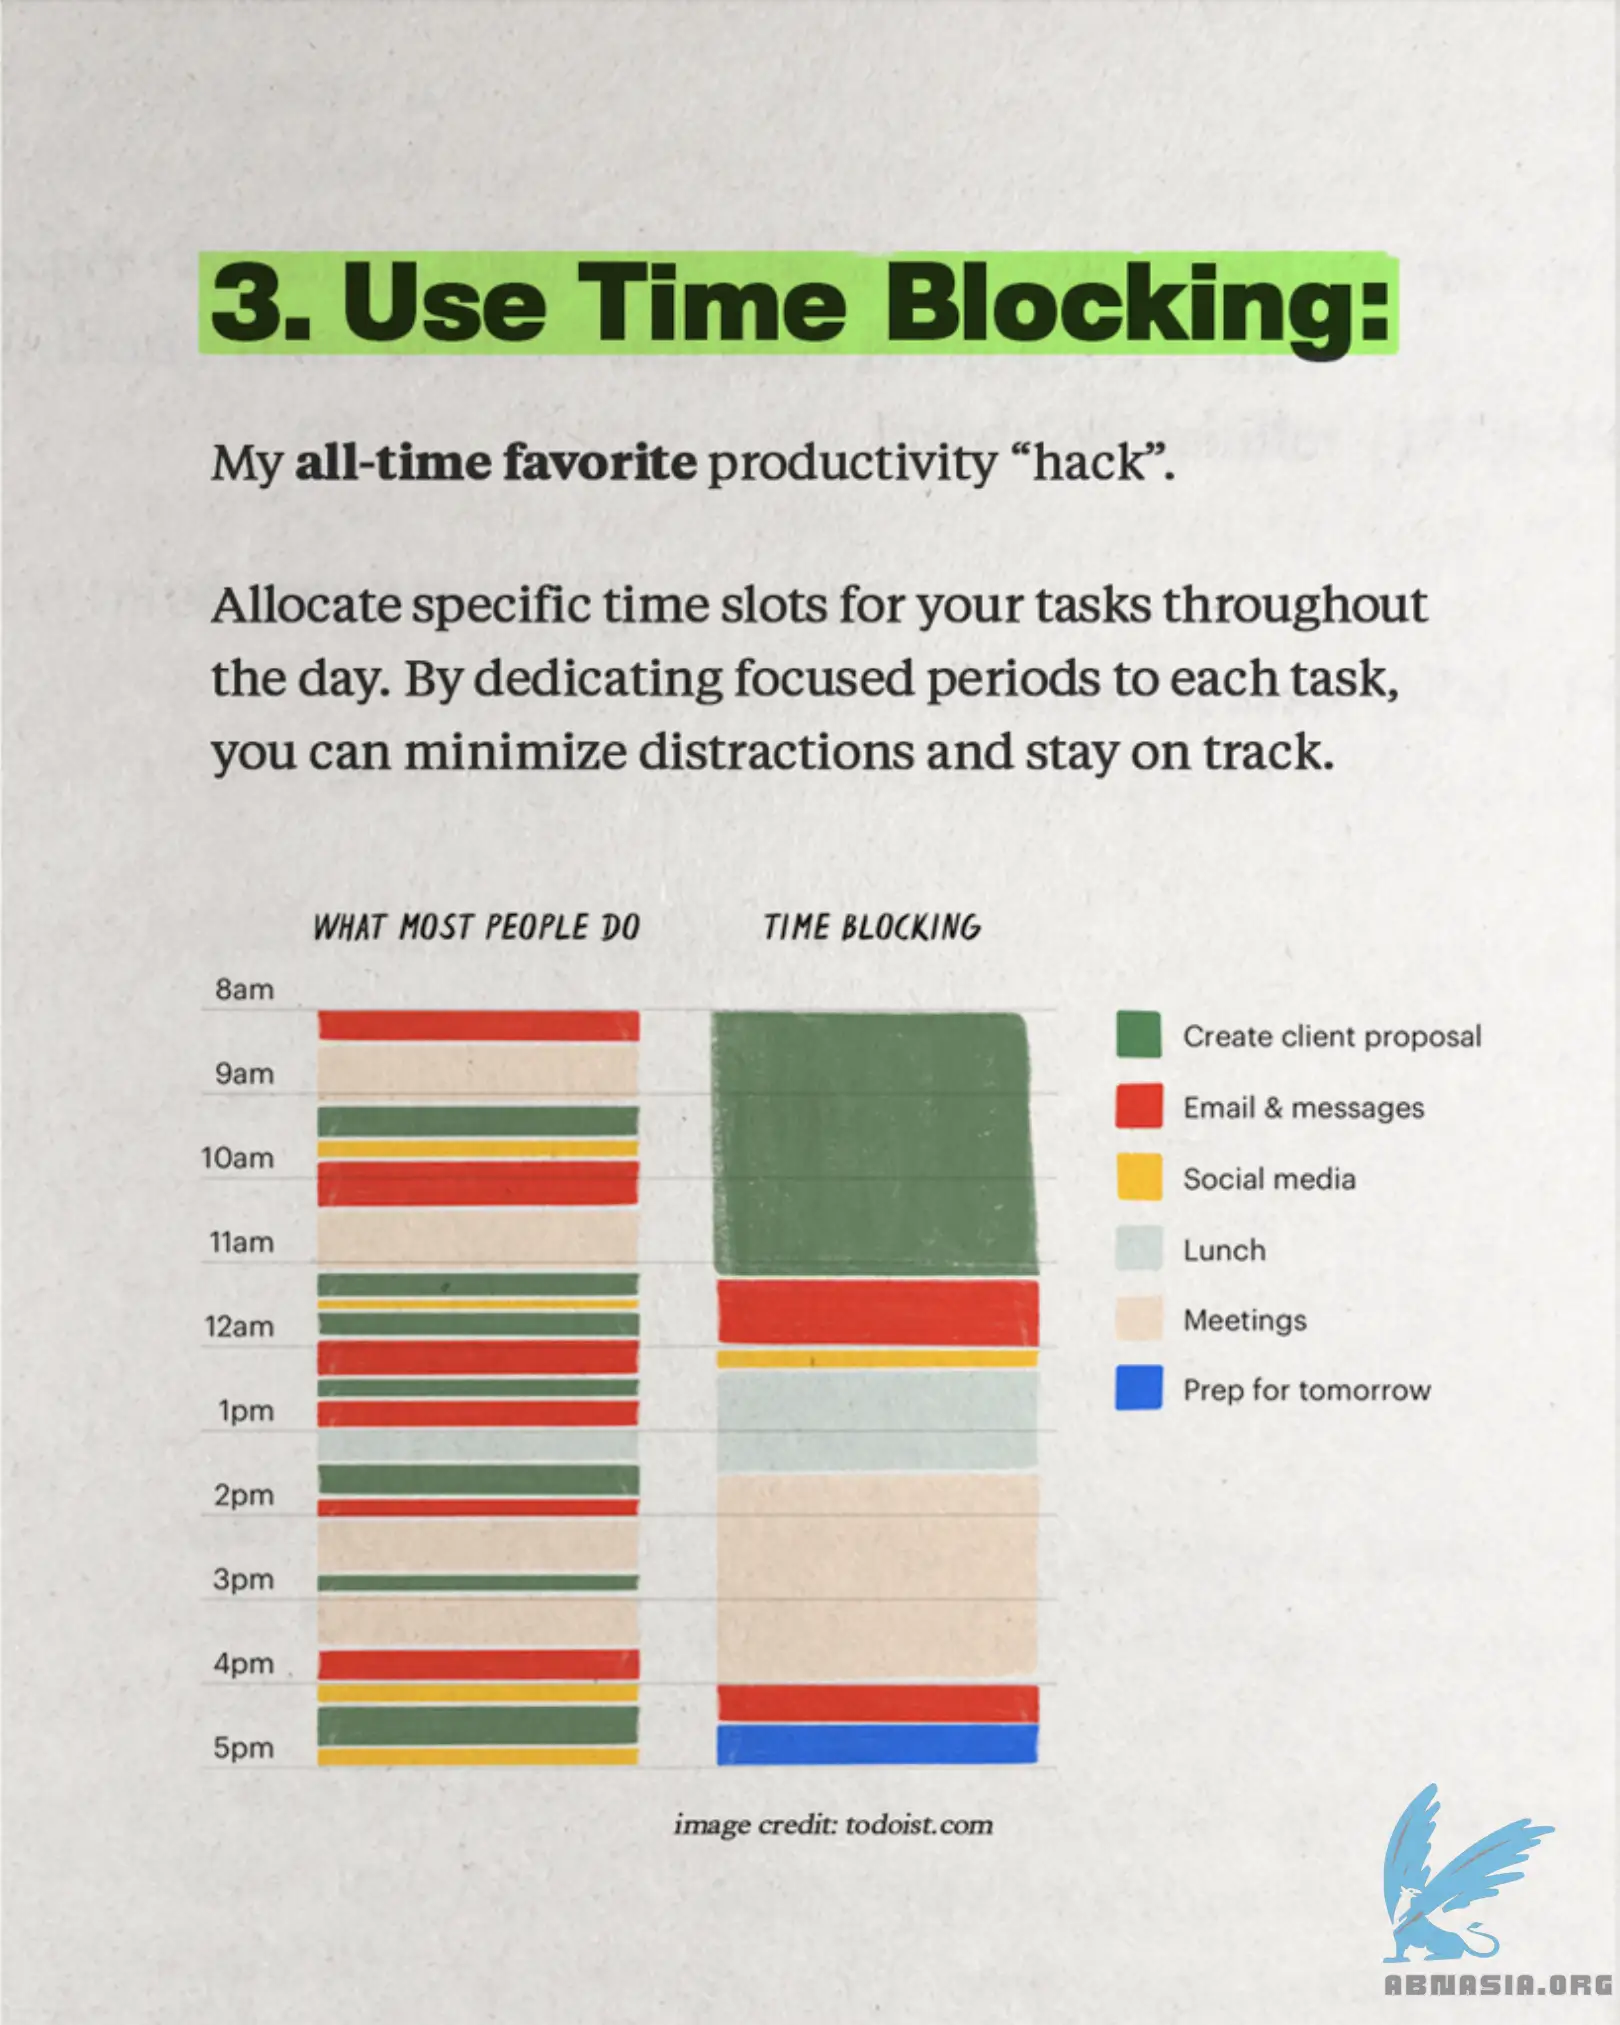 3. Use Time Blocking:
My all-time favorite productivity “hack”.
Allocate specific time slots for your tasks throughout
the day. By dedicating focused periods to each task,
you can minimize distractions and stay on track.
WHAT MOST PEOPLE DO
TIME BLOCKING
8am
9am
10am
11am
12am
1pm
2pm
3pm
4pm
5pm
Create client proposal
Email & messages
Social media
Lunch
Meetings
Prep for tomorrow
image credit: todoist.com
ABNASIA.ORG